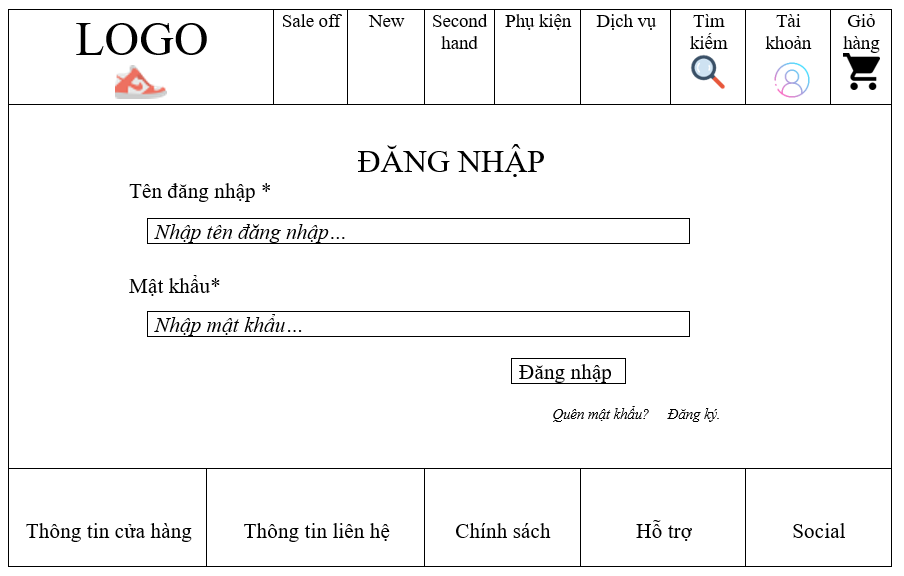 LOGO
Sale off
New
Second
hand
Phụ kiện
Dịch vụ
Tìm
kiếm
Tài
khoản
Giỏ
hàng
ĐĂNG NHẬP
Tên đăng nhập *
Nhập tên đăng nhập...
Mật khẩu*
Nhập mật khẩu...
Đăng nhập
Quên mật khẩu? Đăng ký.
Thông tin cửa hàng
Thông tin liên hệ
Chính sách
Hỗ trợ
Social